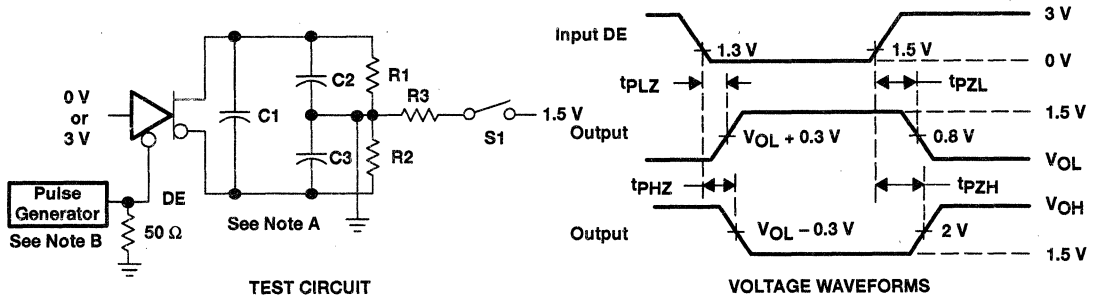 0 V
or
3 V
Pulse
Generator
See Note B
DE
50 Ω
C1
C2
C3
R1
R2
R3
S1
1.5 V
See Note A
TEST CIRCUIT
Input DE
1.3 V
1.5 V
3 V
0 V
tPLZ
tPZL
Output
VOL + 0.3 V
0.8 V
1.5 V
VOL
tPHZ
tPZH
Output
VOL – 0.3 V
2 V
VOH
1.5 V
VOLTAGE WAVEFORMS